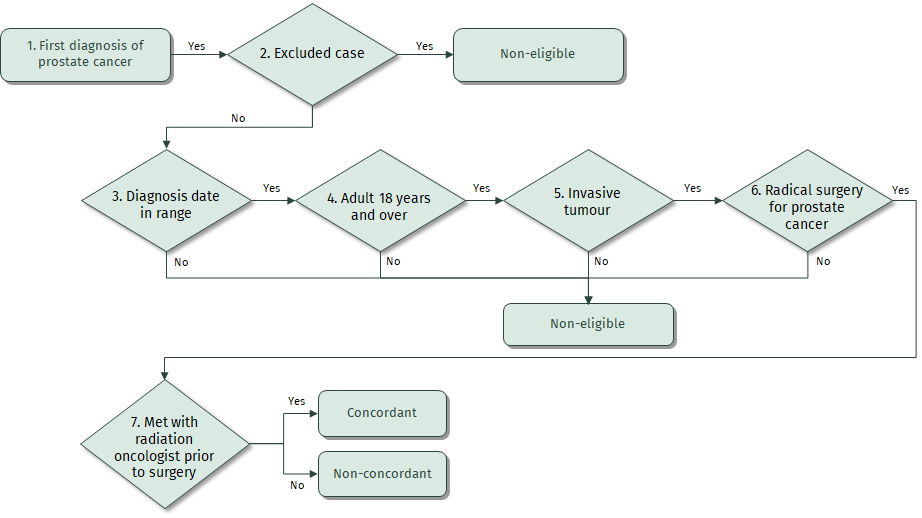 1. First diagnosis of
prostate cancer
Yes
2. Excluded case
Yes
Non-eligible
No
3. Diagnosis date
in range
Yes
4. Adult 18 years
and over
Yes
5. Invasive
tumour
Yes
6. Radical surgery
for prostate
cancer
Yes
No
No
No
No
Non-eligible
7. Met with
radiation
oncologist prior
to surgery
Yes
Concordant
No
Non-concordant